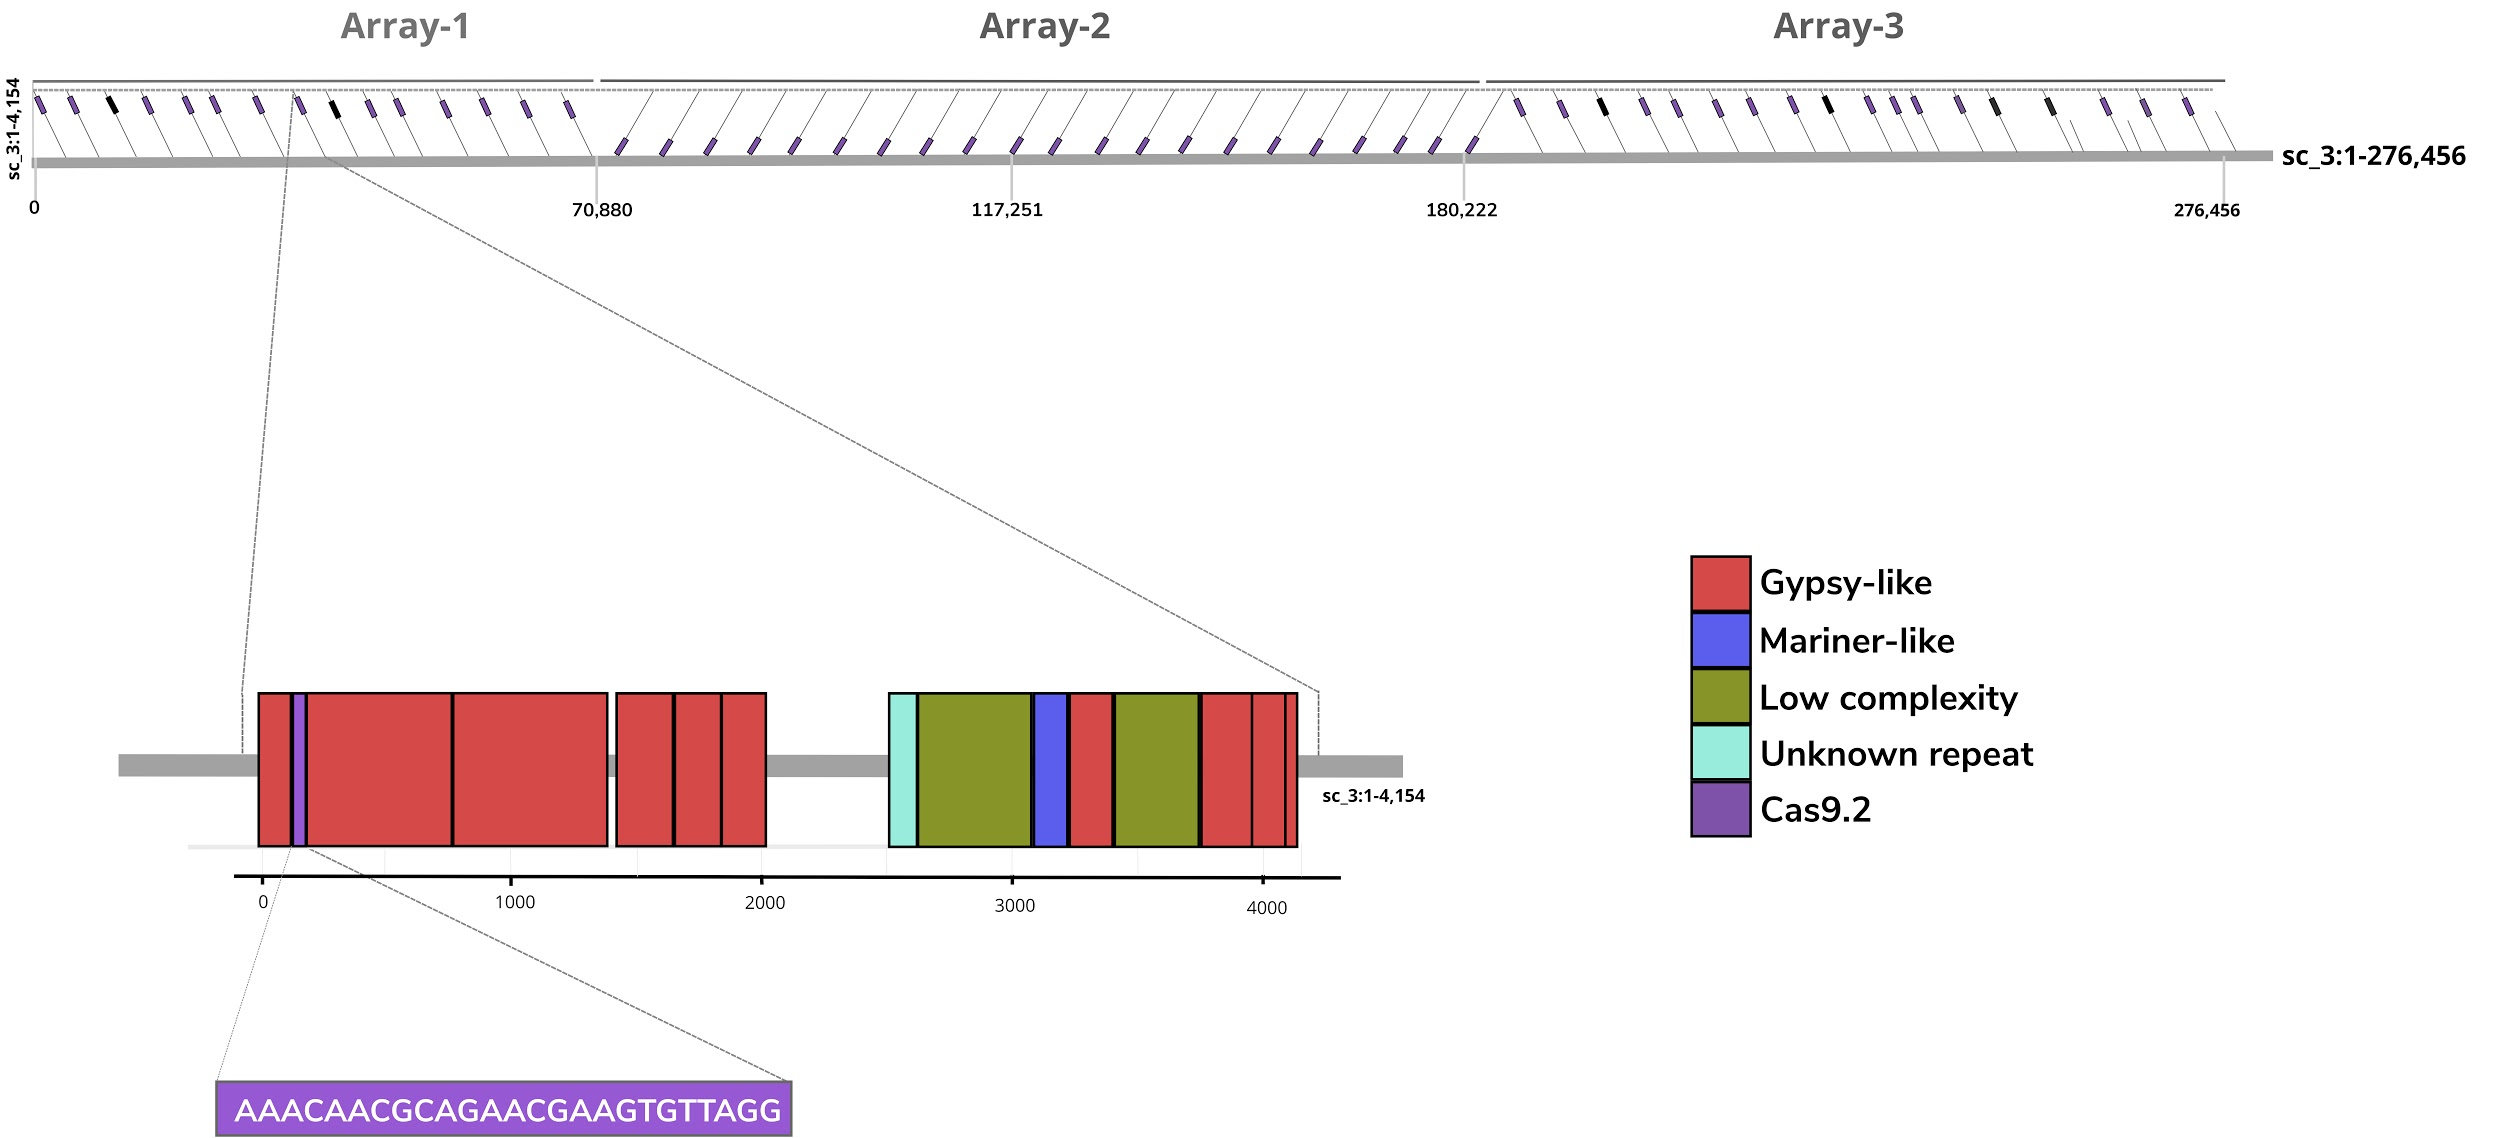 Array-1
Array-2
Array-3
sc_3:1-4,154
sc_3:1-276,456
0
70,880
117,251
180,222
276,456
Gypsy-like
Mariner-like
Low complexity
Unknown repeat
Cas9.2
sc_3:1-4,154
0
1000
2000
3000
4000
AAACAACGCAGAACGAAGTGTTAGG